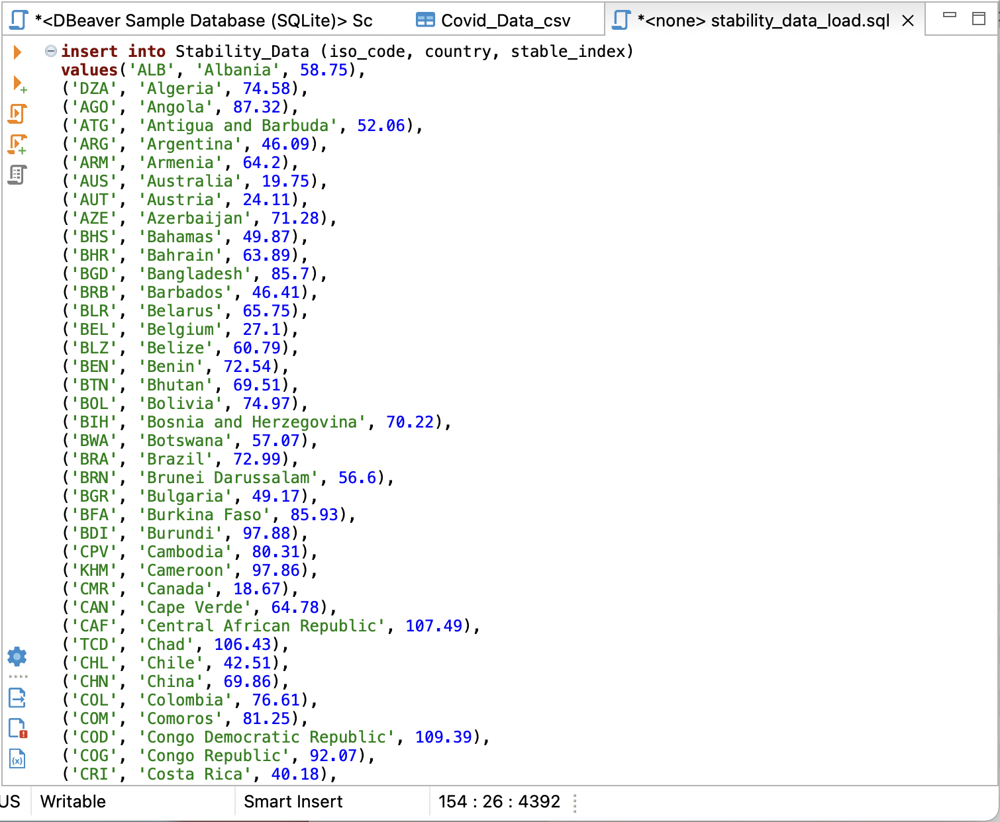 *<DBeaver Sample Database (SQLite)> Sc
Covid_Data_csv
*<none> stability_data_load.sql
insert into Stability_Data (iso_code, country, stable_index)
values('ALB', 'Albania', 58.75),
('DZA', 'Algeria', 74.58),
('AGO', 'Angola', 87.32),
('ATG', 'Antigua and Barbuda', 52.06),
('ARG', 'Argentina', 46.09),
('ARM', 'Armenia', 64.2),
('AUS', 'Australia', 19.75),
('AUT', 'Austria', 24.11),
('AZE', 'Azerbaijan', 71.28),
('BHS', 'Bahamas', 49.87),
('BHR', 'Bahrain', 63.89),
('BGD', 'Bangladesh', 85.7),
('BRB', 'Barbados', 46.41),
('BLR', 'Belarus', 65.75),
('BEL', 'Belgium', 27.1),
('BLZ', 'Belize', 60.79),
('BEN', 'Benin', 72.54),
('BTN', 'Bhutan', 69.51),
('BOL', 'Bolivia', 74.97),
('BIH', 'Bosnia and Herzegovina', 70.22),
('BWA', 'Botswana', 57.07),
('BRA', 'Brazil', 72.99),
('BRN', 'Brunei Darussalam', 56.6),
('BGR', 'Bulgaria', 49.17),
('BFA', 'Burkina Faso', 85.93),
('BDI', 'Burundi', 97.88),
('CPV', 'Cambodia', 80.31),
('KHM', 'Cameroon', 97.86),
('CMR', 'Canada', 18.67),
('CAN', 'Cape Verde', 64.78),
('CAF', 'Central African Republic', 107.49),
('TCD', 'Chad', 106.43),
('CHL', 'Chile', 42.51),
('CHN', 'China', 69.86),
('COL', 'Colombia', 76.61),
('COM', 'Comoros', 81.25),
('COD', 'Congo Democratic Republic', 109.39),
('COG', 'Congo Republic', 92.07),
('CRI', 'Costa Rica', 40.18),
US
Writable
Smart Insert
154 : 26 : 4392